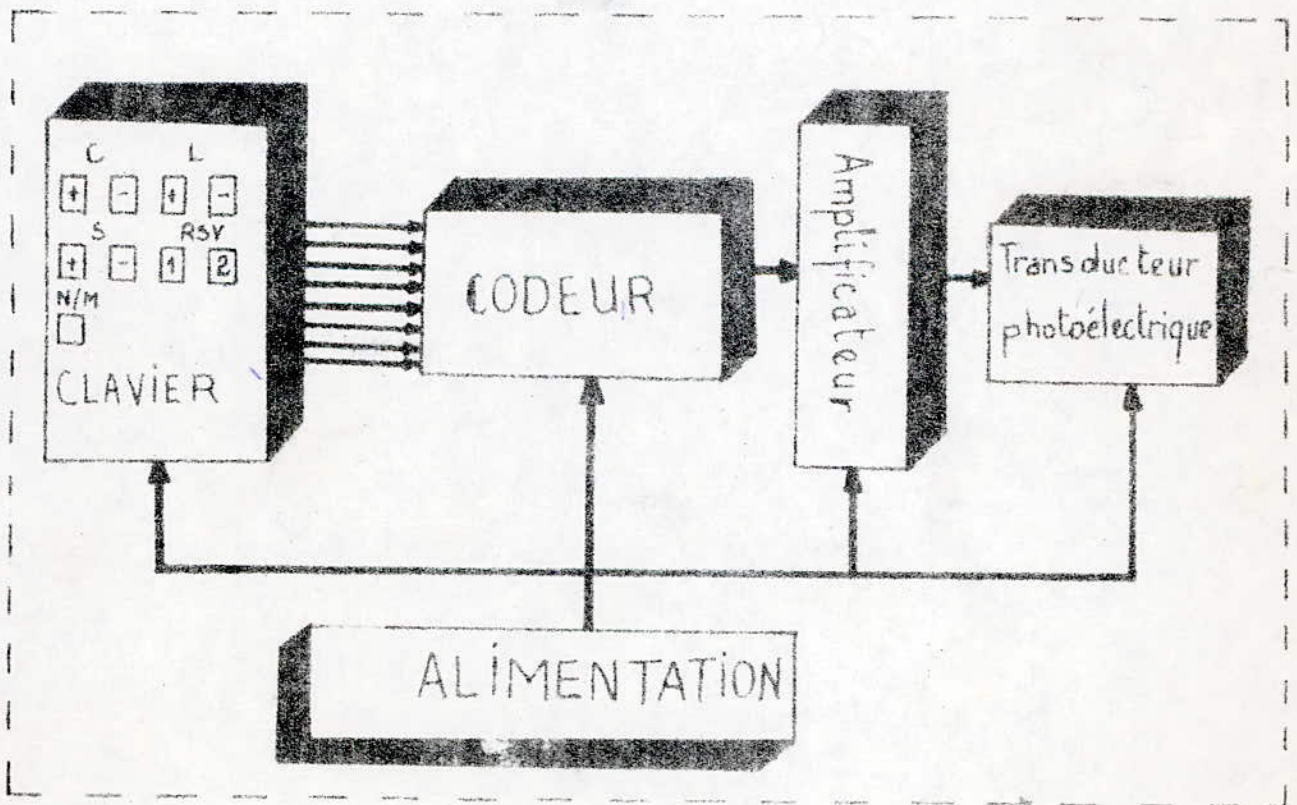 C L
+ - + -
S RSV
+ - 1 2
N/M
CLAVIER
CODEUR
Amplificateur
Transducteur
photoélectrique
ALIMENTATION